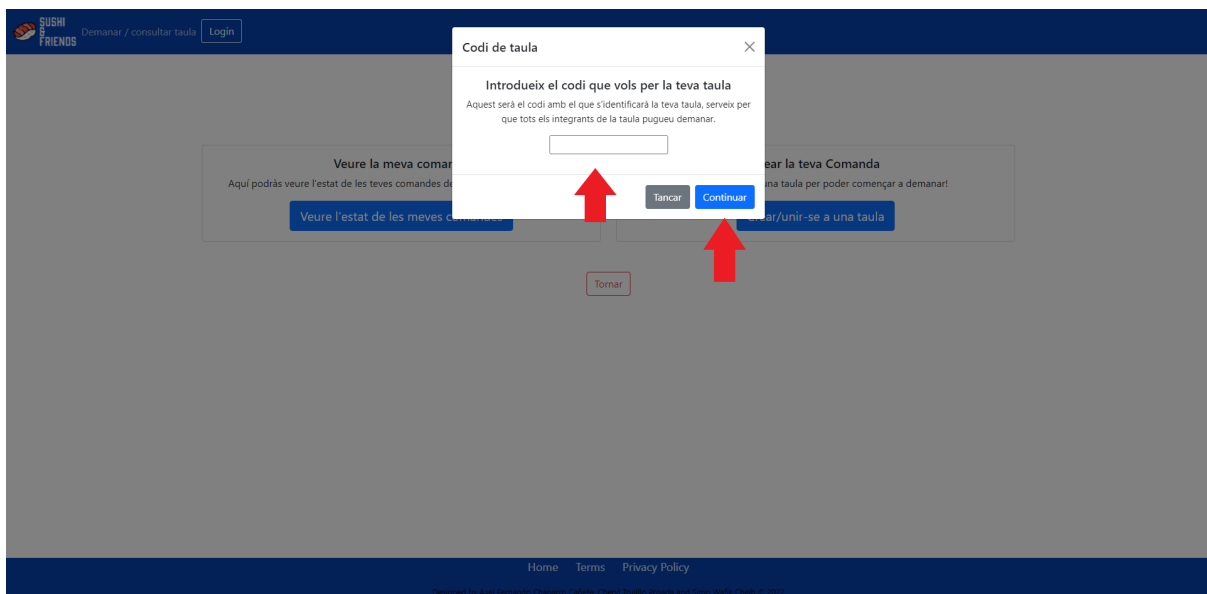 SUSHI
&
FRIENDS
Demanar / consultar taula
Login
Codi de taula
Introdueix el codi que vols per la teva taula
Aquest serà el codi amb el que s'identificarà la teva taula, serveix per
que tots els integrants de la taula pugueu demanar.
Tancar
Continuar
Veure la meva comar
Aquí podràs veure l'estat de les teves comandes de
Veure l'estat de les meves
ear la teva Comanda
una taula per poder començar a demanar!
ear/unir-se a una taula
Tornar
Home Terms Privacy Policy